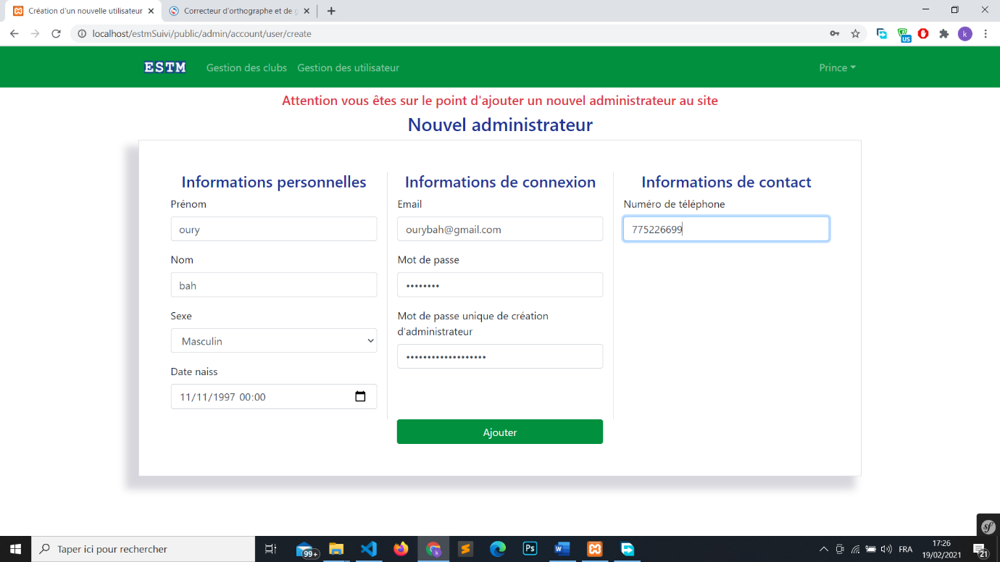 Création d'un nouvelle utilisateur
Correcteur d'orthographe et de g
localhost/estmSuivi/public/admin/account/user/create
US
k
ESTM
Gestion des clubs
Gestion des utilisateur
Prince
Attention vous êtes sur le point d'ajouter un nouvel administrateur au site
Nouvel administrateur
Informations personnelles
Prénom
oury
Nom
bah
Sexe
Masculin
Date naiss
11/11/1997 00:00
Informations de connexion
Email
ourybah@gmail.com
Mot de passe
••••••••
Mot de passe unique de création
d'administrateur
•••••••••••••••••••
Informations de contact
Numéro de téléphone
775226699
Ajouter
sf
Taper ici pour rechercher
99+
k
Ps
W
FRA
17:26
19/02/2021
21